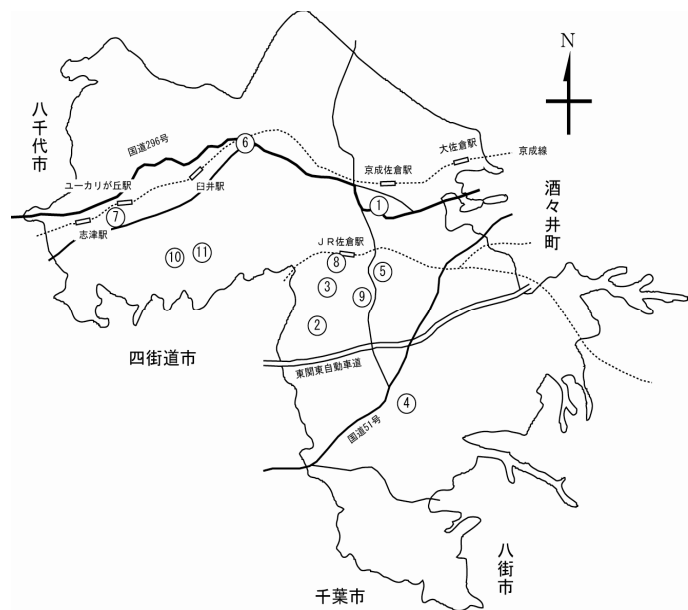 N
八千代市
国道296号
⑥
大佐倉駅
京成線
京成佐倉駅
ユーカリが丘駅
臼井駅
酒々井町
①
⑦
志津駅
JR佐倉駅
⑩
⑪
⑧
⑤
③
⑨
②
四街道市
東関東自動車道
④
国道51号
八街市
千葉市